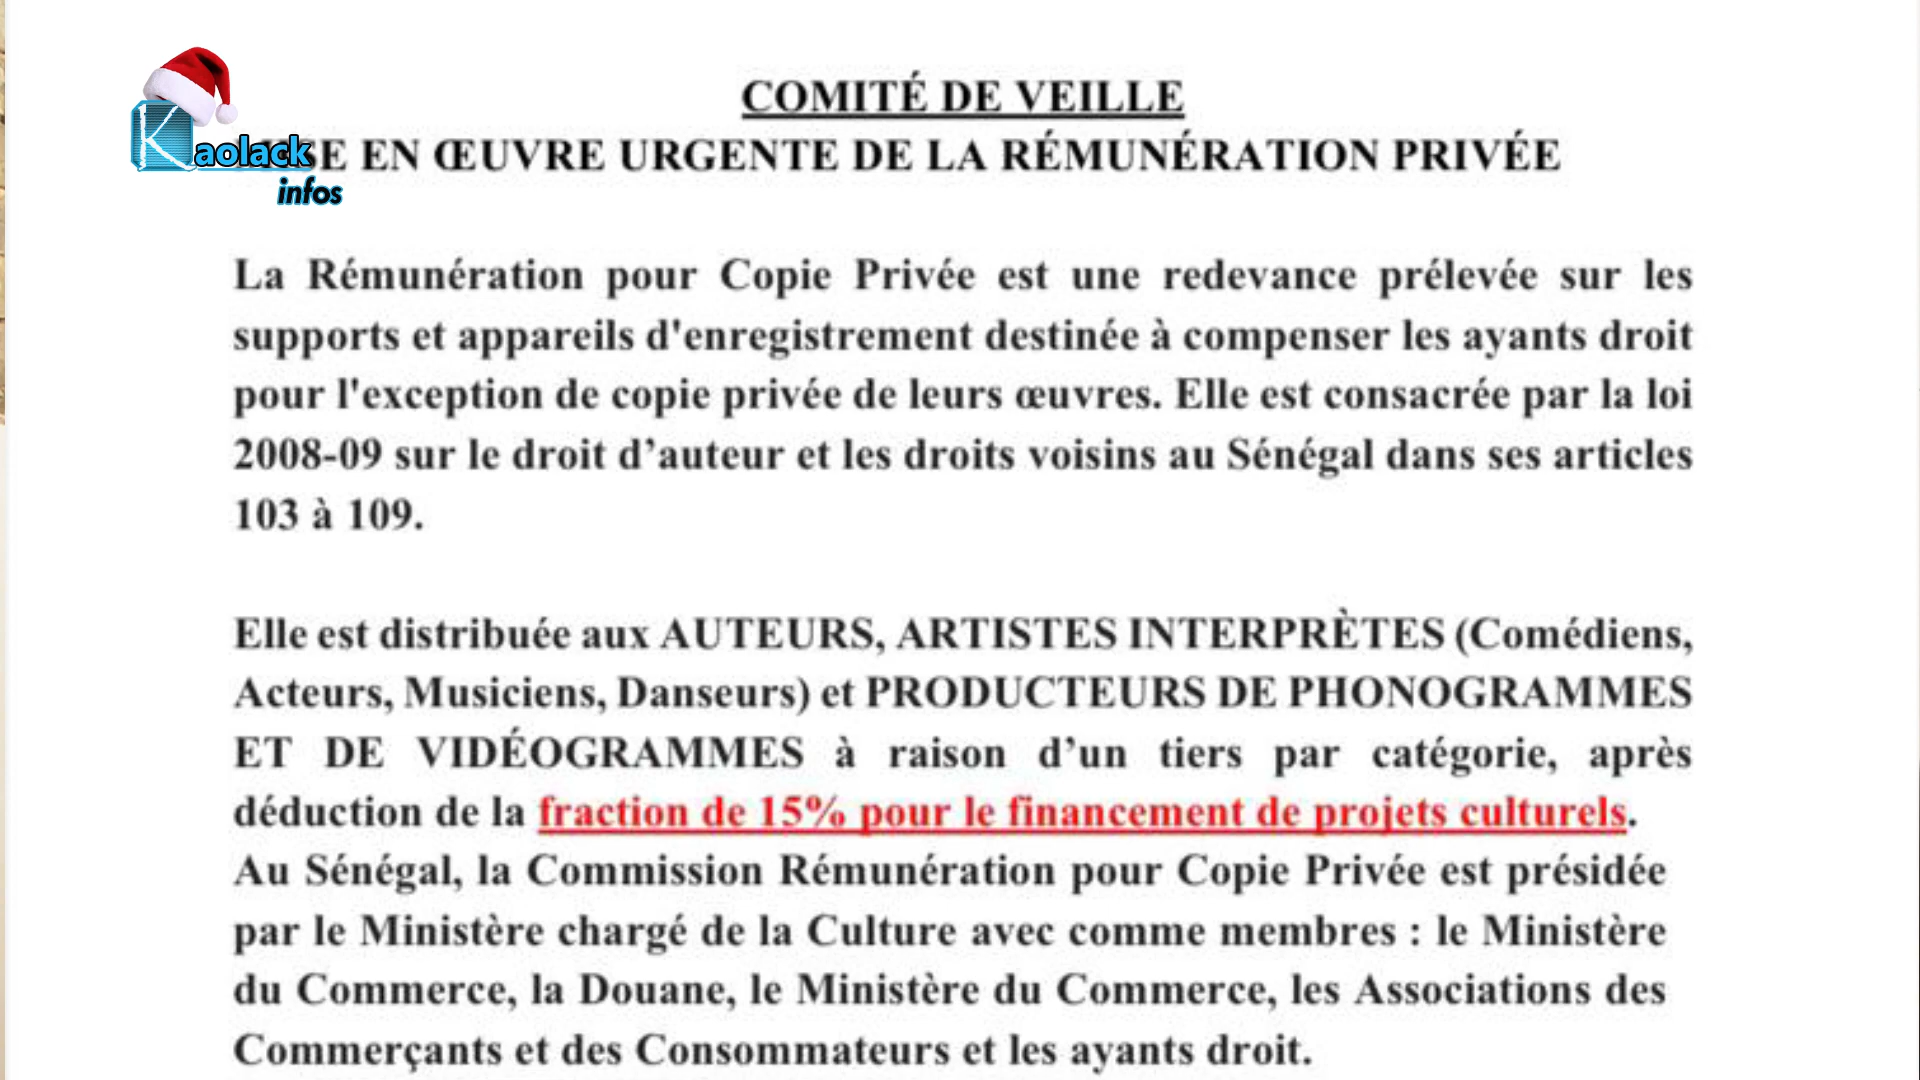 COMITÉ DE VEILLE
EN ŒUVRE URGENTE DE LA RÉMUNÉRATION PRIVÉE
Kaolack
infos
La Rémunération pour Copie Privée est une redevance prélevée sur les
supports et appareils d'enregistrement destinée à compenser les ayants droit
pour l'exception de copie privée de leurs œuvres. Elle est consacrée par la loi
2008-09 sur le droit d’auteur et les droits voisins au Sénégal dans ses articles
103 à 109.
Elle est distribuée aux AUTEURS, ARTISTES INTERPRÈTES (Comédiens,
Acteurs, Musiciens, Danseurs) et PRODUCTEURS DE PHONOGRAMMES
ET DE VIDÉOGRAMMES à raison d’un tiers par catégorie, après
déduction de la fraction de 15% pour le financement de projets culturels.
Au Sénégal, la Commission Rémunération pour Copie Privée est présidée
par le Ministère chargé de la Culture avec comme membres : le Ministère
du Commerce, la Douane, le Ministère du Commerce, les Associations des
Commerçants et des Consommateurs et les ayants droit.